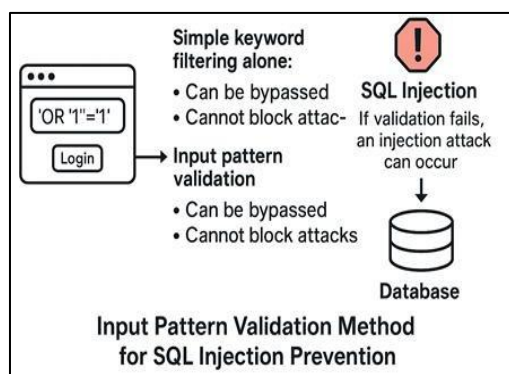 'OR '1"='1'
Login
Simple keyword
filtering alone:
• Can be bypassed
• Cannot block attac-
Input pattern
validation
• Can be bypassed
• Cannot block attacks
SQL Injection
If validation fails,
an injection attack
can occur
Database
Input Pattern Validation Method
for SQL Injection Prevention